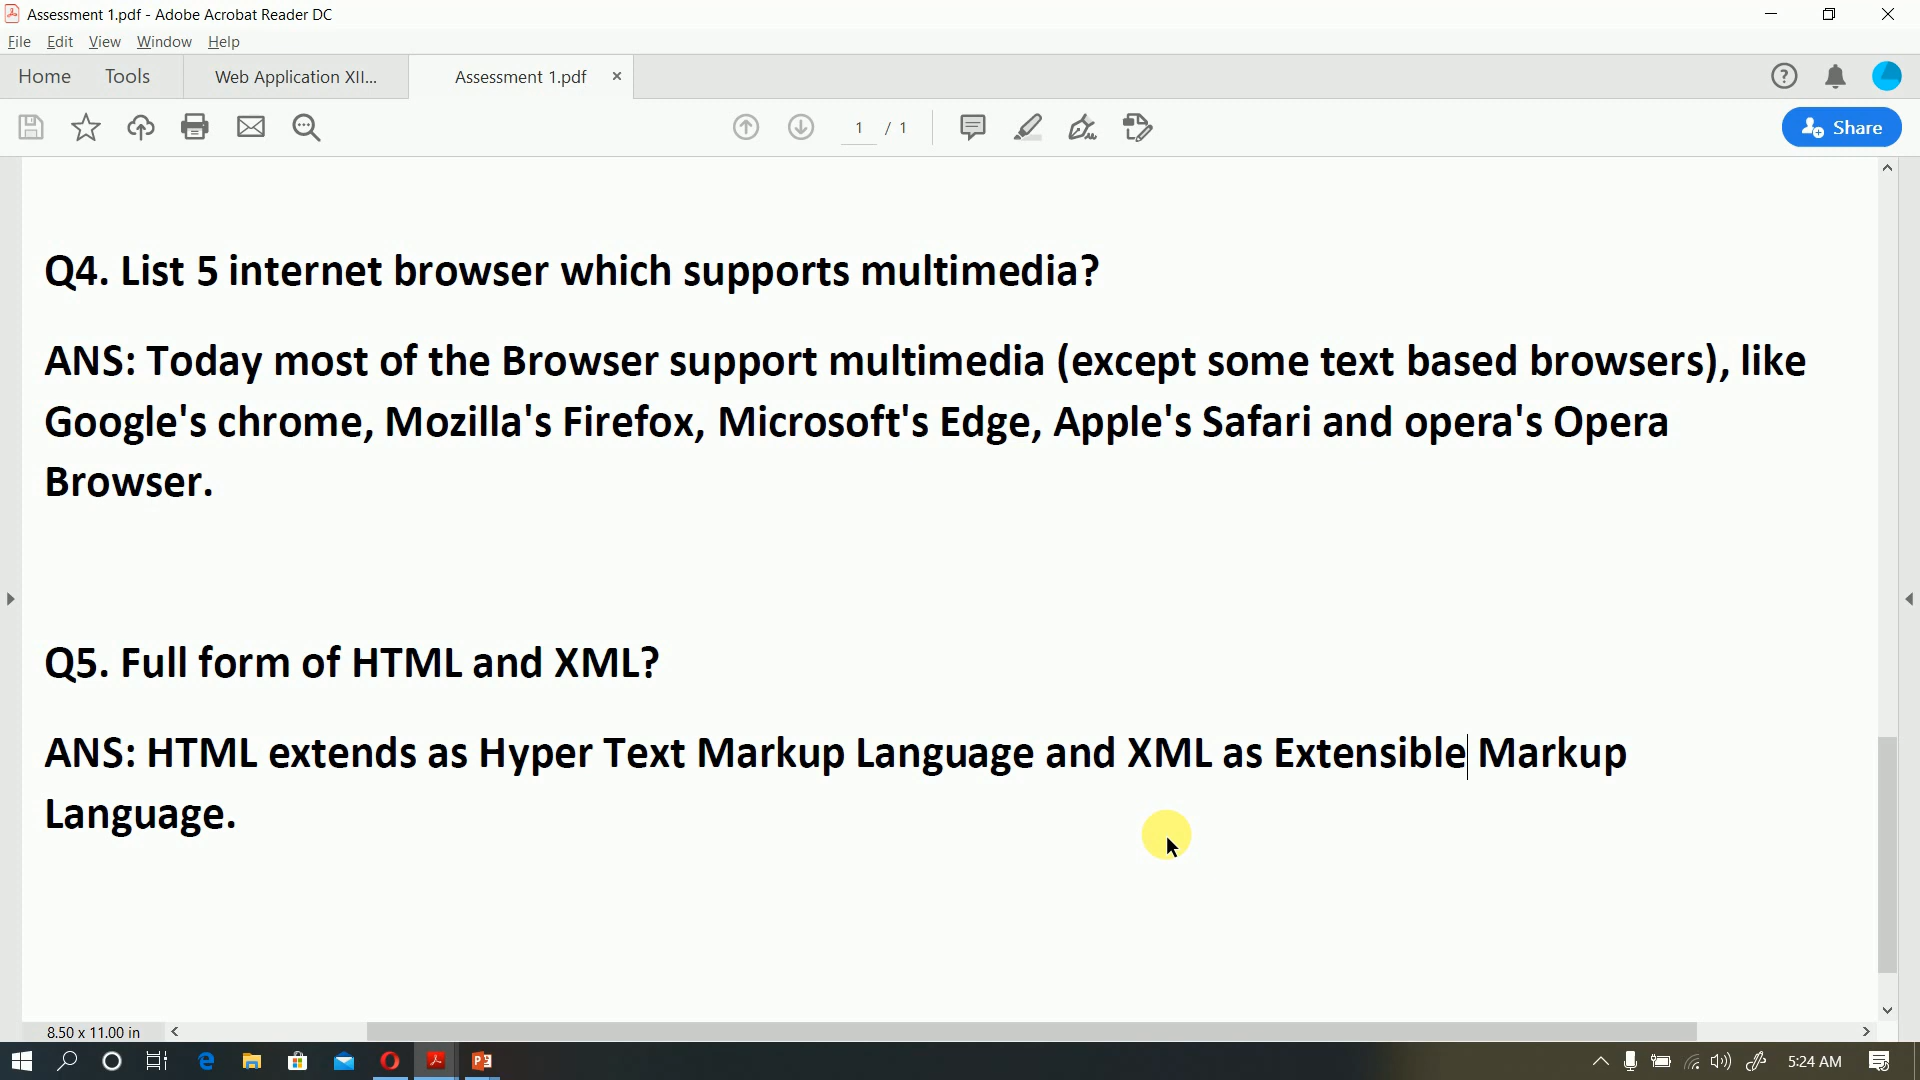 Assessment 1.pdf - Adobe Acrobat Reader DC
File Edit View Window Help
Home Tools Web Application XII... Assessment 1.pdf ×
1 / 1 Share
Q4. List 5 internet browser which supports multimedia?
ANS: Today most of the Browser support multimedia (except some text based browsers), like
Google's chrome, Mozilla's Firefox, Microsoft's Edge, Apple's Safari and opera's Opera
Browser.
Q5. Full form of HTML and XML?
ANS: HTML extends as Hyper Text Markup Language and XML as Extensible Markup
Language.
8.50 x 11.00 in
5:24 AM